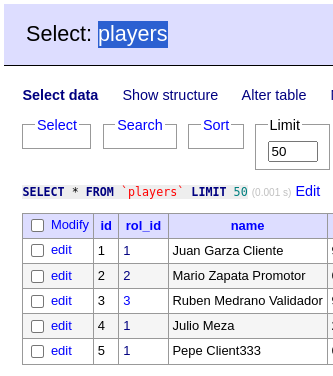 Select: players
Select data Show structure Alter table
Select Search Sort Limit
50
SELECT * FROM `players` LIMIT 50 (0.001 s) Edit
Modify id rol_id name
edit 1 1 Juan Garza Cliente
edit 2 2 Mario Zapata Promotor
edit 3 3 Ruben Medrano Validador
edit 4 1 Julio Meza
edit 5 1 Pepe Client333